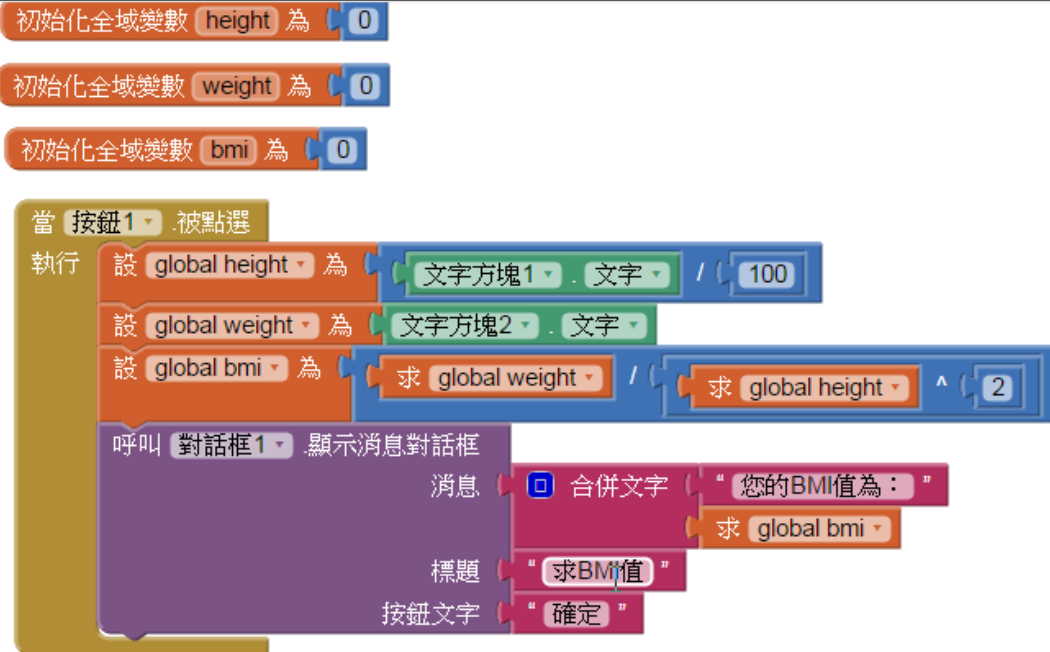 初始化全域變數 height 為 0
初始化全域變數 weight 為 0
初始化全域變數 bmi 為 0
當 按鈕1 .被點選
執行 設 global height 為 文字方塊1 . 文字 / 100
設 global weight 為 文字方塊2 . 文字
設 global bmi 為 求 global weight / 求 global height ^ 2
呼叫 對話框1 .顯示消息對話框
消息 合併文字 “ 您的BMI值為： ”
求 global bmi
標題 “ 求BMI值 ”
按鈕文字 “ 確定 ”